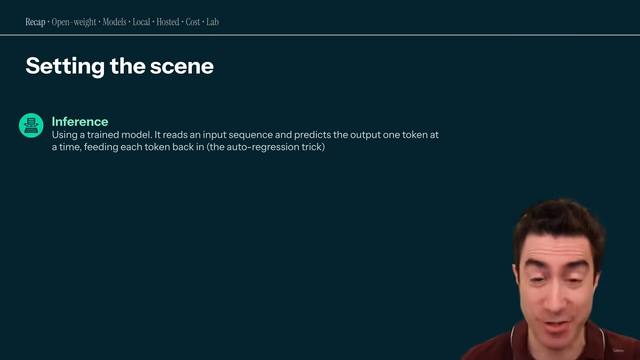 Recap • Open-weight • Models • Local • Hosted • Cost • Lab
Setting the scene
Inference
Using a trained model. It reads an input sequence and predicts the output one token at
a time, feeding each token back in (the auto-regression trick)